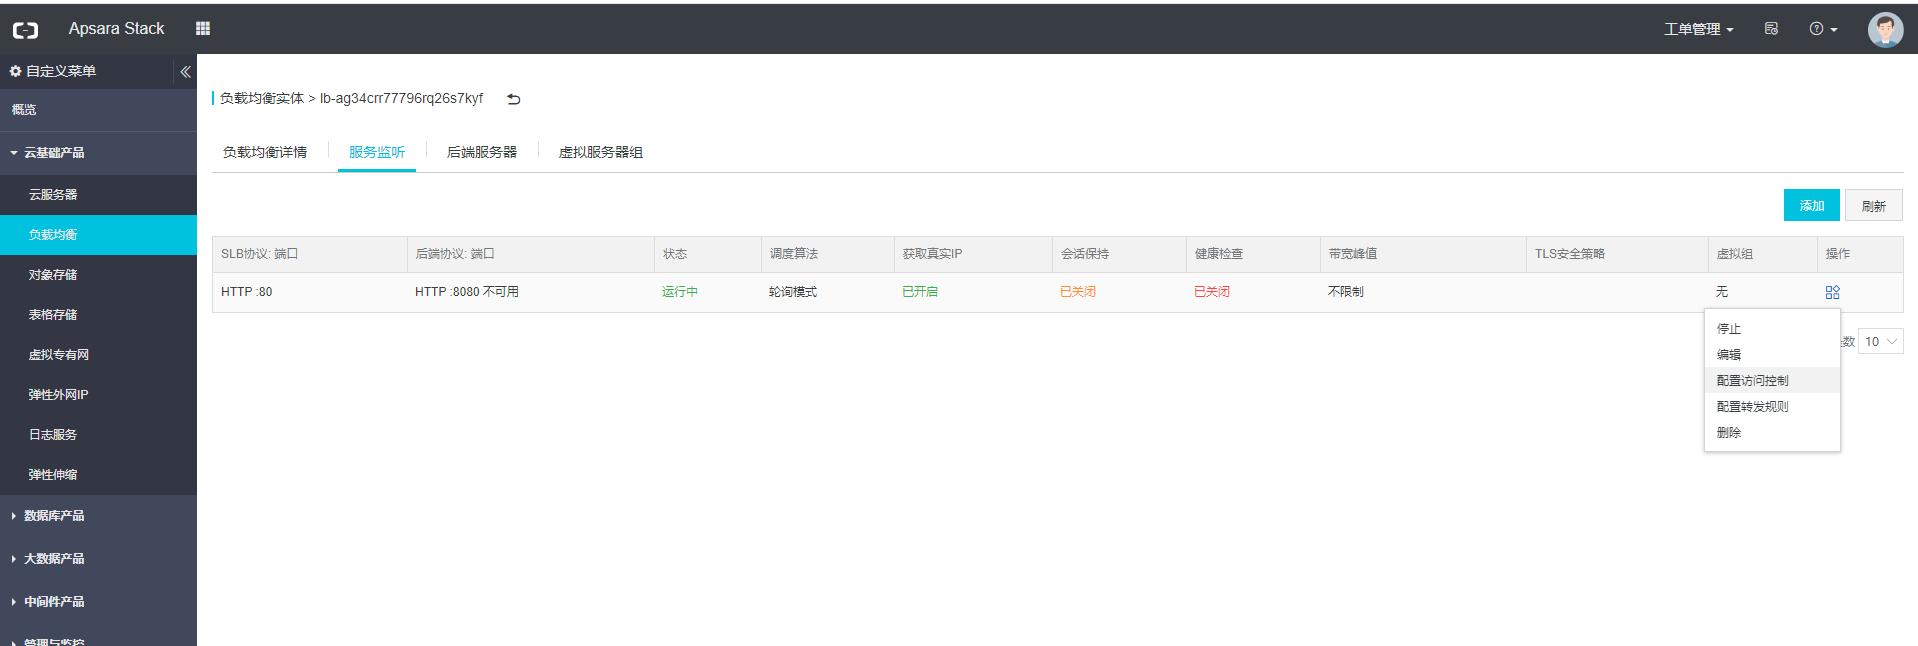 Apsara Stack
工单管理
自定义菜单
概览
云基础产品
云服务器
负载均衡
对象存储
表格存储
虚拟专有网
弹性外网IP
日志服务
弹性伸缩
数据库产品
大数据产品
中间件产品
管理与监控
负载均衡实体 > lb-ag34crr77796rq26s7kyf
负载均衡详情 服务监听 后端服务器 虚拟服务器组
添加 刷新
SLB协议: 端口 后端协议: 端口 状态 调度算法 获取真实IP 会话保持 健康检查 带宽峰值 TLS安全策略 虚拟组 操作
HTTP :80 HTTP :8080 不可用 运行中 轮询模式 已开启 已关闭 已关闭 不限制 无
停止
编辑
配置访问控制
配置转发规则
删除
数 10